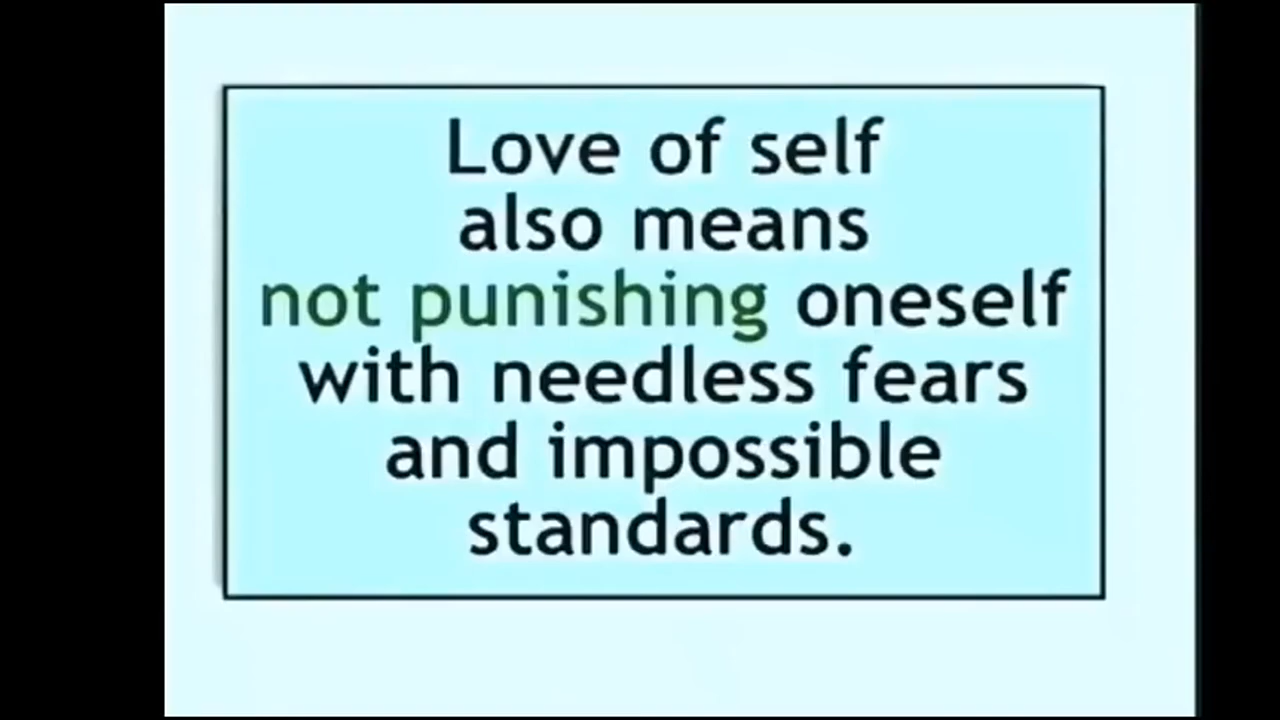 Love of self
also means
not punishing oneself
with needless fears
and impossible
standards.